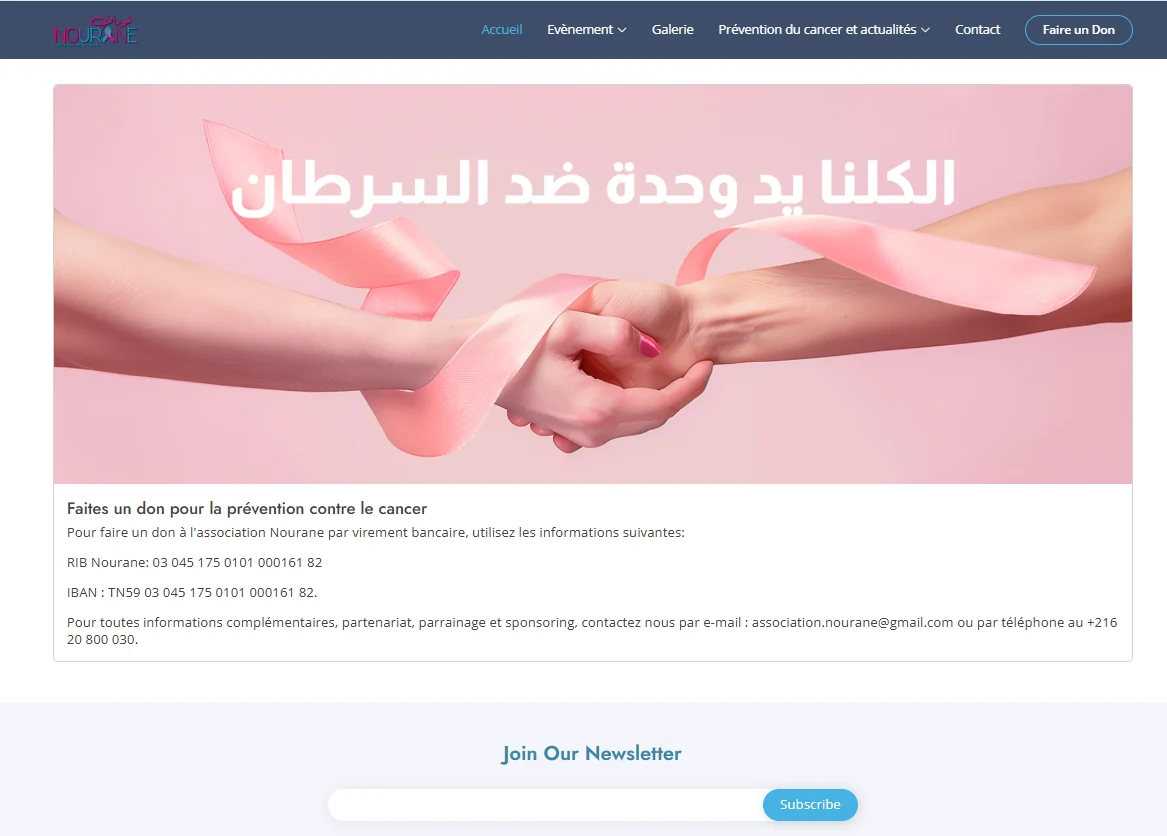 نوران
NOURANE
Accueil
Evènement
Galerie
Prévention du cancer et actualités
Contact
Faire un Don
الكلنا يد وحدة ضد السرطان
Faites un don pour la prévention contre le cancer
Pour faire un don à l'association Nourane par virement bancaire, utilisez les informations suivantes:
RIB Nourane: 03 045 175 0101 000161 82
IBAN : TN59 03 045 175 0101 000161 82.
Pour toutes informations complémentaires, partenariat, parrainage et sponsoring, contactez nous par e-mail : association.nourane@gmail.com ou par téléphone au +216
20 800 030.
Join Our Newsletter
Subscribe